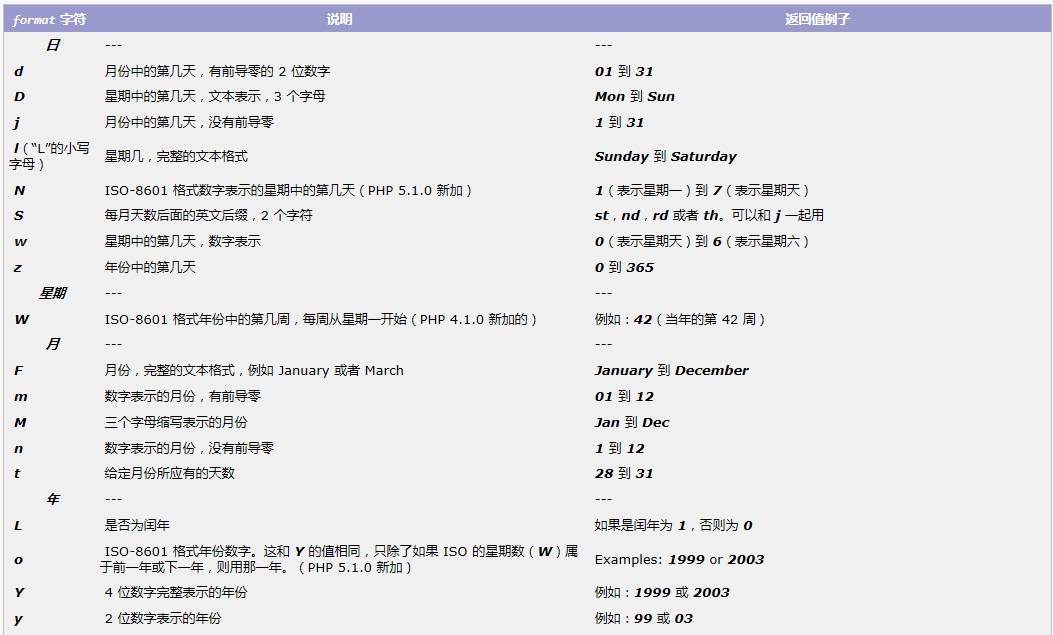 format 字符 说明 返回值例子
日 --- ---
d 月份中的第几天，有前导零的 2 位数字 01 到 31
D 星期中的第几天，文本表示，3 个字母 Mon 到 Sun
j 月份中的第几天，没有前导零 1 到 31
l（“L”的小写
字母） 星期几，完整的文本格式 Sunday 到 Saturday
N ISO-8601 格式数字表示的星期中的第几天（PHP 5.1.0 新加） 1（表示星期一）到 7（表示星期天）
S 每月天数后面的英文后缀，2 个字符 st，nd，rd 或者 th。可以和 j 一起用
w 星期中的第几天，数字表示 0（表示星期天）到 6（表示星期六）
z 年份中的第几天 0 到 365
星期 --- ---
W ISO-8601 格式年份中的第几周，每周从星期一开始（PHP 4.1.0 新加的） 例如：42（当年的第 42 周）
月 --- ---
F 月份，完整的文本格式，例如 January 或者 March January 到 December
m 数字表示的月份，有前导零 01 到 12
M 三个字母缩写表示的月份 Jan 到 Dec
n 数字表示的月份，没有前导零 1 到 12
t 给定月份所应有的天数 28 到 31
年 --- ---
L 是否为闰年 如果是闰年为 1，否则为 0
o ISO-8601 格式年份数字。这和 Y 的值相同，只除了如果 ISO 的星期数（W）属
于前一年或下一年，则用那一年。（PHP 5.1.0 新加） Examples: 1999 or 2003
Y 4 位数字完整表示的年份 例如：1999 或 2003
y 2 位数字表示的年份 例如：99 或 03